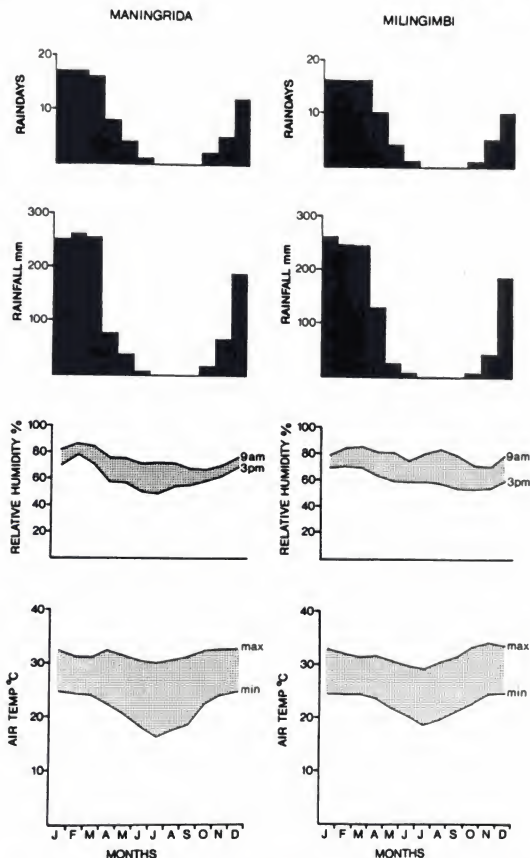 MANINGRIDA
MILINGIMBI
20
10
RAINDAYS
20
10
RAINDAYS
300
200
100
RAINFALL mm
300
200
100
RAINFALL mm
100
80
60
40
20
RELATIVE HUMIDITY %
9am
3pm
100
80
60
40
20
RELATIVE HUMIDITY %
9am
3pm
40
30
20
10
AIR TEMP °C
max
min
40
30
20
10
AIR TEMP °C
max
min
J F M A M J J A S O N D
MONTHS
J F M A M J J A S O N D
MONTHS